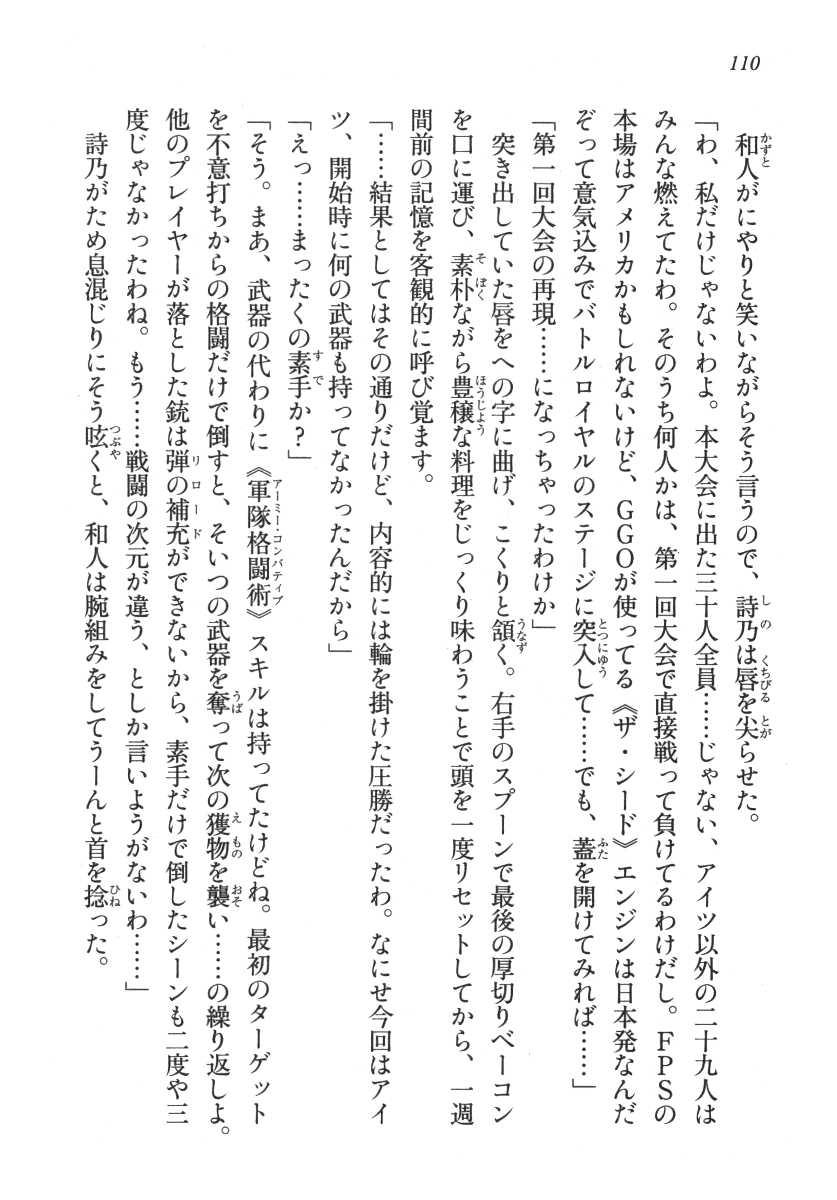 110
和人がにやりと笑いながらそう言うので、詩乃は唇を尖らせた。
「わ、私だけじゃないわよ。本大会に出た三十人全員……じゃない、アイツ以外の二十九人は
みんな燃えてたわ。そのうち何人かは、第一回大会で直接戦って負けてるわけだし。FPSの
本場はアメリカかもしれないけど、GGOが使ってる《ザ・シード》エンジンは日本発なんだ
ぞって意気込みでバトルロイヤルのステージに突入して……でも、蓋を開けてみれば……」
「第一回大会の再現……になっちゃったわけか」
突き出していた唇をへの字に曲げ、こくりと頷く。右手のスプーンで最後の厚切りベーコン
を口に運び、素朴ながら豊穣な料理をじっくり味わうことで頭を一度リセットしてから、一週
間前の記憶を客観的に呼び覚ます。
「……結果としてはその通りだけど、内容的には輪を掛けた圧勝だったわ。なにせ今回はアイ
ツ、開始時に何の武器も持ってなかったんだから」
「えっ……まったくの素手か?」
「そう。まあ、武器の代わりに《軍隊格闘術》スキルは持ってたけどね。最初のターゲット
を不意打ちからの格闘だけで倒すと、そいつの武器を奪って次の獲物を襲い……の繰り返しよ。
他のプレイヤーが落とした銃は弾の補充ができないから、素手だけで倒したシーンも二度や三
度じゃなかったわね。もう……戦闘の次元が違う、としか言いようがないわ……」
詩乃がため息混じりにそう呟くと、和人は腕組みをしてうーんと首を捻った。